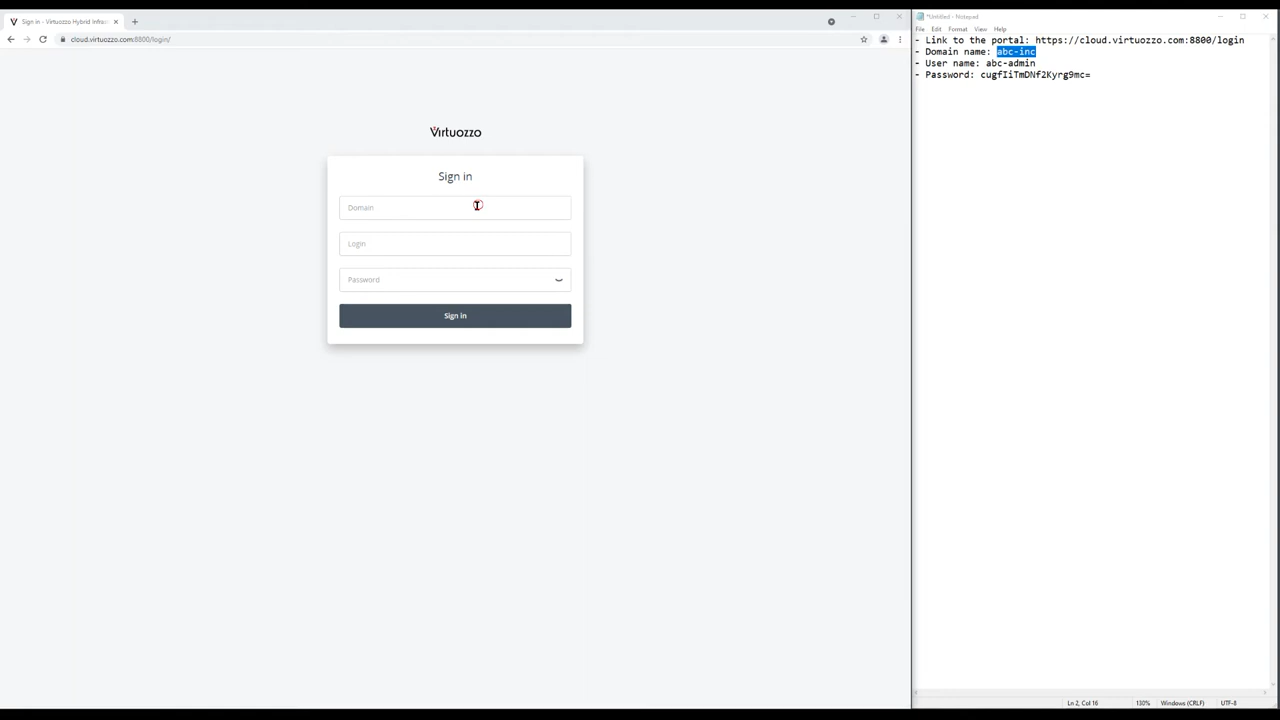 Sign in - Virtuozzo Hybrid Infras
cloud.virtuozzo.com:8800/login/
Virtuozzo
Sign in
Domain
Login
Password
Sign in
*Untitled - Notepad
File Edit Format View Help
- Link to the portal: https://cloud.virtuozzo.com:8800/login
- Domain name: abc-inc
- User name: abc-admin
- Password: cugfIiTmDNf2Kyrg9mc=
Ln 2, Col 16 130% Windows (CRLF) UTF-8